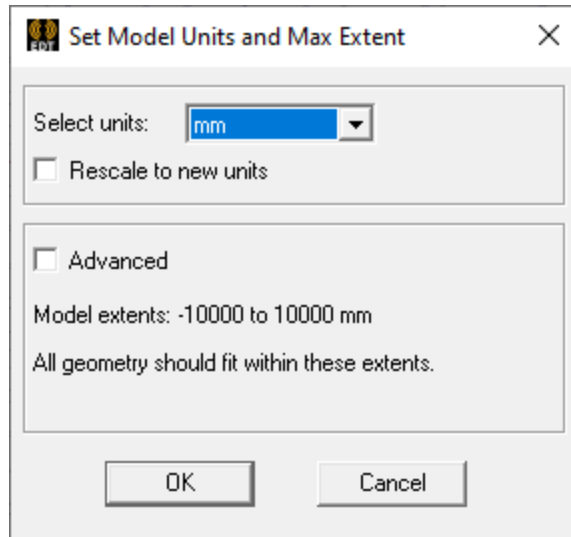 EDT Set Model Units and Max Extent
Select units: mm
Rescale to new units
Advanced
Model extents: -10000 to 10000 mm
All geometry should fit within these extents.
OK Cancel